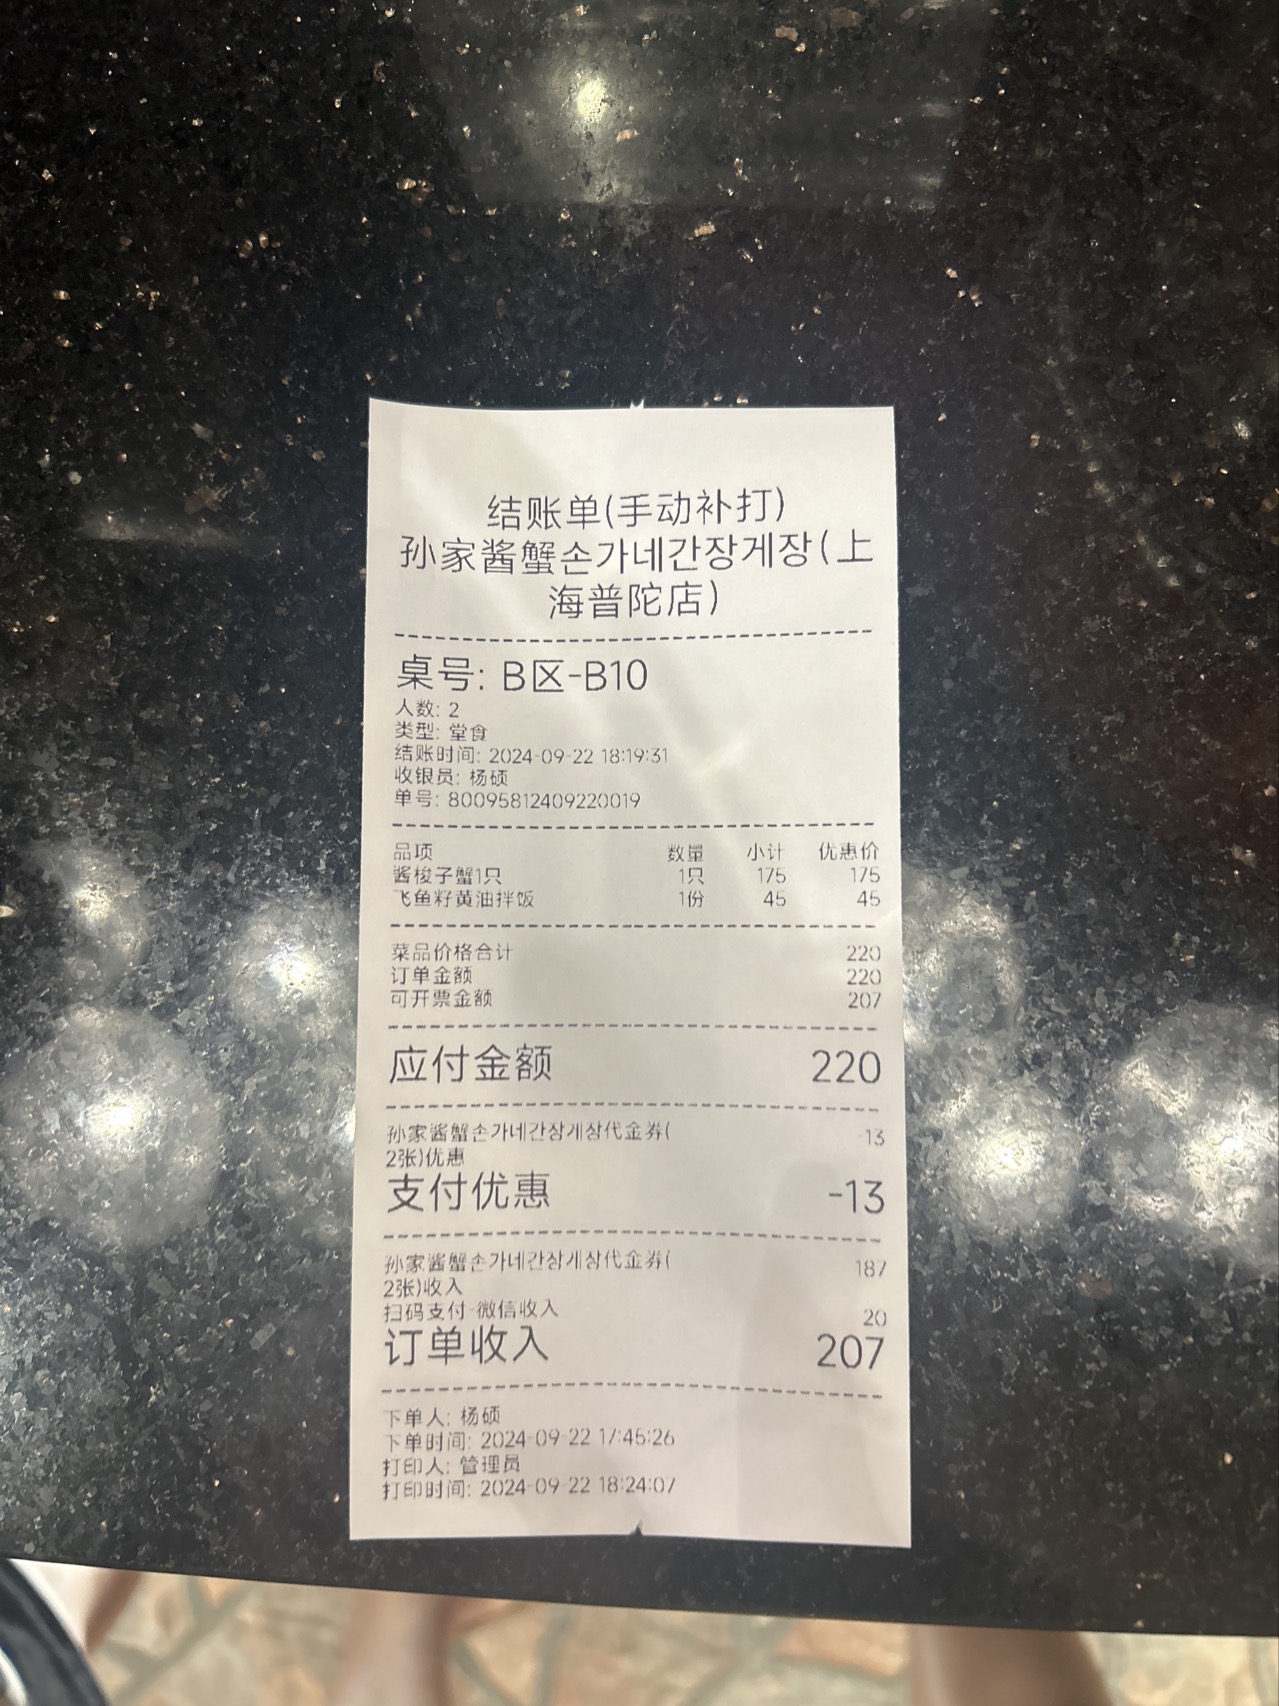 结账单(手动补打)
孙家酱蟹손가네간장게장(上
海普陀店)
桌号: B区-B10
人数: 2
类型: 堂食
结账时间: 2024-09-22 18:19:31
收银员: 杨硕
单号: 80095812409220019
品项 数量 小计 优惠价
酱梭子蟹1只 1只 175 175
飞鱼籽黄油拌饭 1份 45 45
菜品价格合计 220
订单金额 220
可开票金额 207
应付金额 220
孙家酱蟹손가네간장게장代金券( -13
2张)优惠
支付优惠 -13
孙家酱蟹손가네간장게장代金券( 187
2张)收入
扫码支付-微信收入 20
订单收入 207
下单人: 杨硕
下单时间: 2024-09-22 17:45:26
打印人: 管理员
打印时间: 2024-09-22 18:24:07